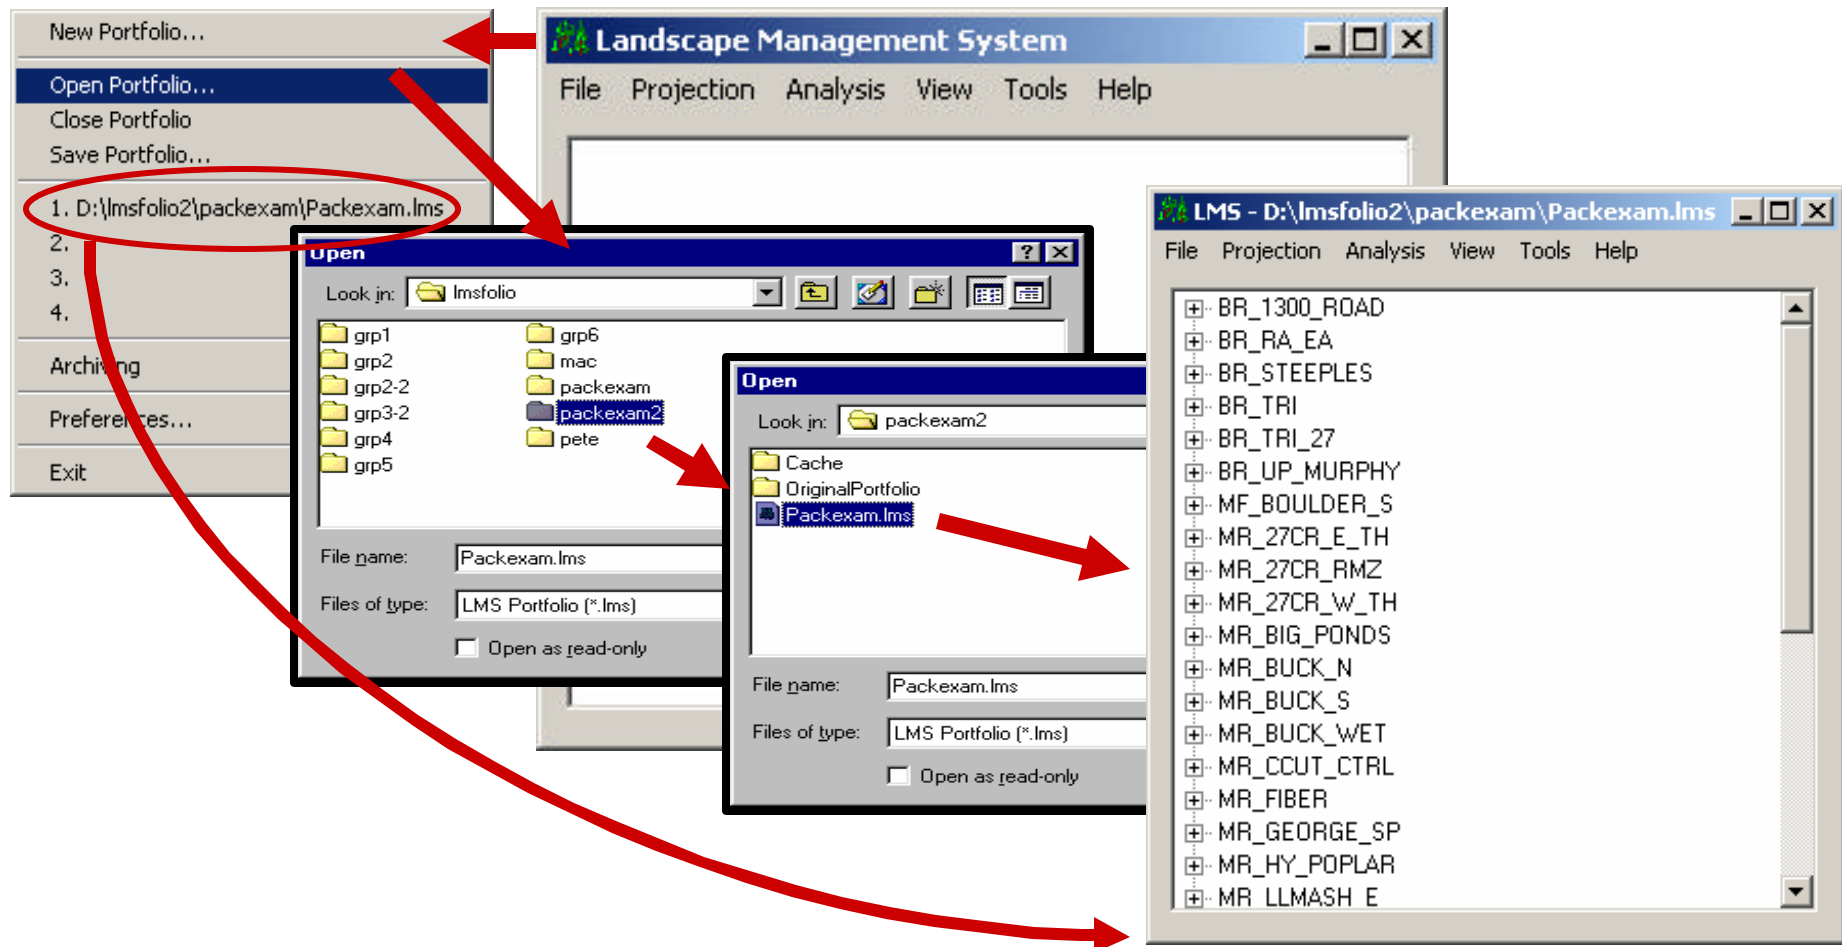 New Portfolio...
Open Portfolio...
Close Portfolio
Save Portfolio...
1. D:\lmsfolio2\packexam\Packexam.lms
2.
3.
4.
Archiving
Preferences...
Exit
Landscape Management System
File Projection Analysis View Tools Help
Open
Look in: lmsfolio
grp1
grp2
grp2-2
grp3-2
grp4
grp5
grp6
mac
packexam
packexam2
pete
File name: Packexam.lms
Files of type: LMS Portfolio (*.lms)
Open as read-only
Open
Look in: packexam2
Cache
OriginalPortfolio
Packexam.lms
File name: Packexam.lms
Files of type: LMS Portfolio (*.lms)
Open as read-only
LMS - D:\lmsfolio2\packexam\Packexam.lms
File Projection Analysis View Tools Help
BR_1300_ROAD
BR_RA_EA
BR_STEEPLES
BR_TRI
BR_TRI_27
BR_UP_MURPHY
MF_BOULDER_S
MR_27CR_E_TH
MR_27CR_RMZ
MR_27CR_W_TH
MR_BIG_PONDS
MR_BUCK_N
MR_BUCK_S
MR_BUCK_WET
MR_CCUT_CTRL
MR_FIBER
MR_GEORGE_SP
MR_HY_POPLAR
MR_LLMASH_E